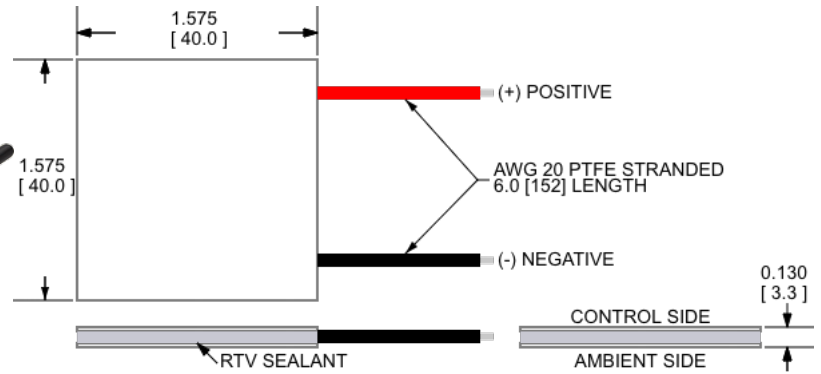 1.575
[ 40.0 ]
(+) POSITIVE
1.575
[ 40.0 ]
AWG 20 PTFE STRANDED
6.0 [152] LENGTH
(-) NEGATIVE
0.130
[ 3.3 ]
CONTROL SIDE
RTV SEALANT
AMBIENT SIDE